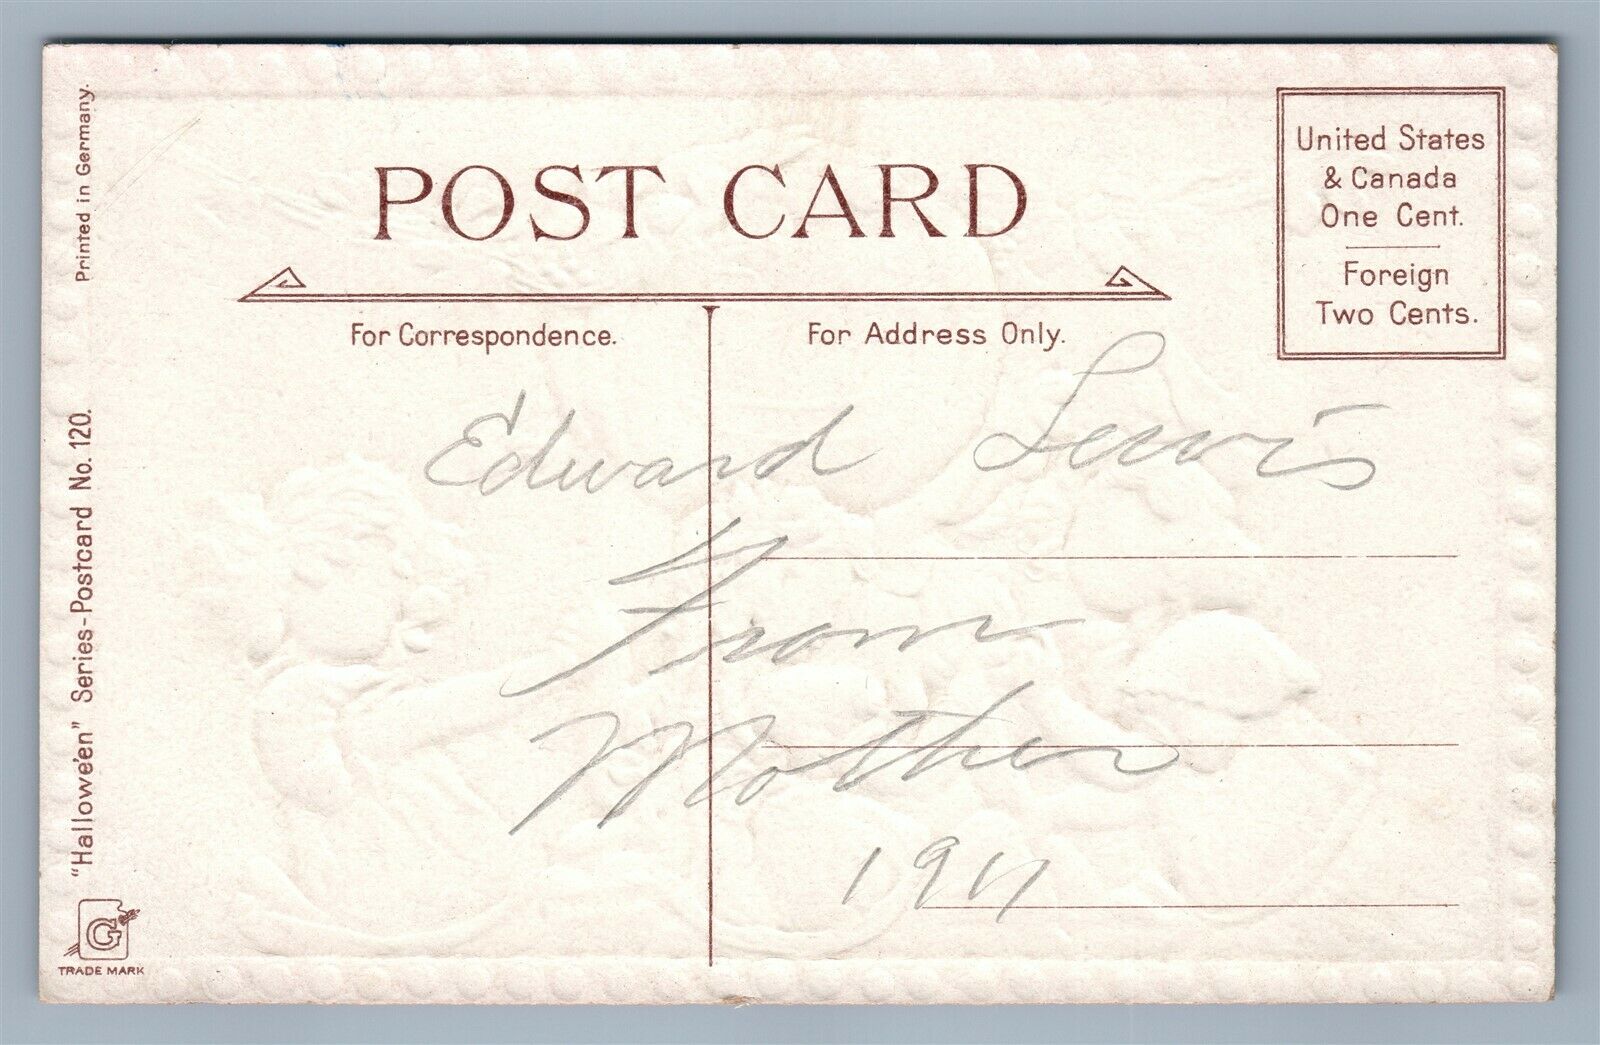 POST CARD
United States
& Canada
One Cent.
Foreign
Two Cents.
For Correspondence.
For Address Only.
Edward Lewis
From
Mother
1911
Printed in Germany.
"Hallowe'en" Series-Postcard No. 120.
G
TRADE MARK